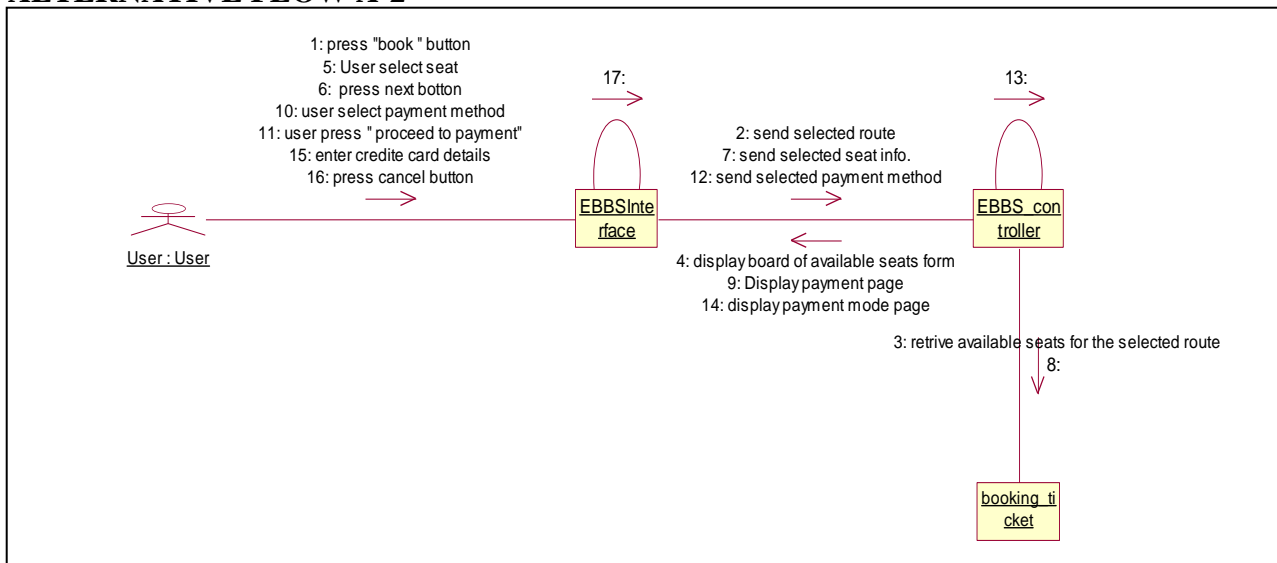 ALTERNATIVE FLOW A-2
1: press "book " button
5: User select seat
6: press next botton
10: user select payment method
11: user press " proceed to payment"
15: enter credite card details
16: press cancel button
17:
13:
2: send selected route
7: send selected seat info.
12: send selected payment method
User : User
EBBSInte
rface
EBBS_con
troller
4: display board of available seats form
9: Display payment page
14: display payment mode page
3: retrive available seats for the selected route
8:
booking_ti
cket